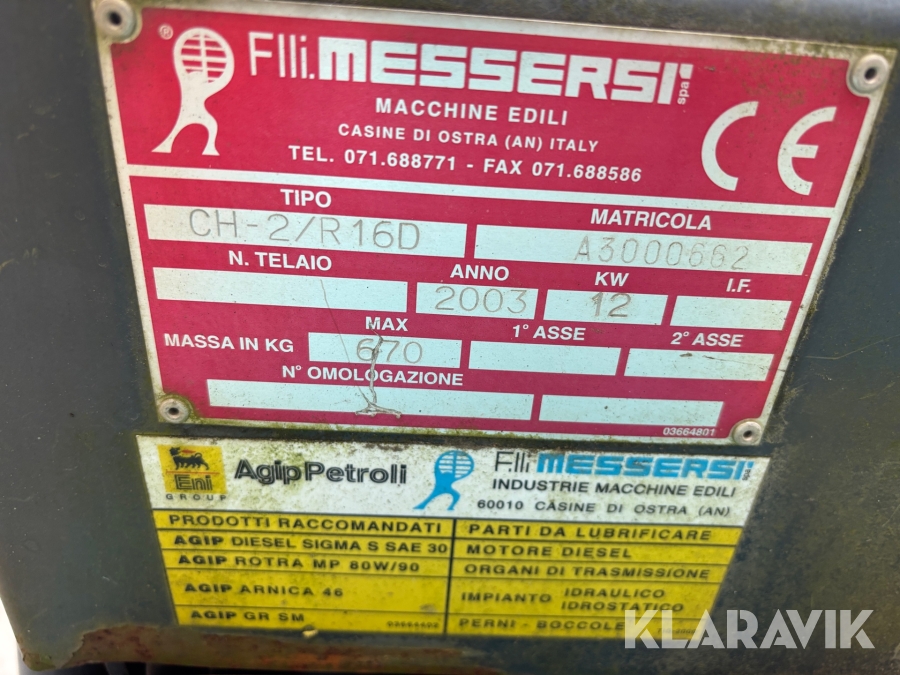 ® Flli. MESSERSI' spa
MACCHINE EDILI
CASINE DI OSTRA (AN) ITALY
TEL. 071.688771 - FAX 071.688586
CE
TIPO MATRICOLA
CH-2/R16D A3000662
N. TELAIO ANNO KW I.F.
2003 12
MAX 1° ASSE 2° ASSE
MASSA IN KG 670
N° OMOLOGAZIONE
03664801
Eni GROUP AgipPetroli F.lli MESSERSI' spa
INDUSTRIE MACCHINE EDILI
60010 CASINE DI OSTRA (AN)
PRODOTTI RACCOMANDATI PARTI DA LUBRIFICARE
AGIP DIESEL SIGMA S SAE 30 MOTORE DIESEL
AGIP ROTRA MP 80W/90 ORGANI DI TRASMISSIONE
AGIP ARNICA 46 IMPIANTO IDRAULICO
IDROSTATICO
AGIP GR SM PERNI - BOCCOLE
KLARAVIK